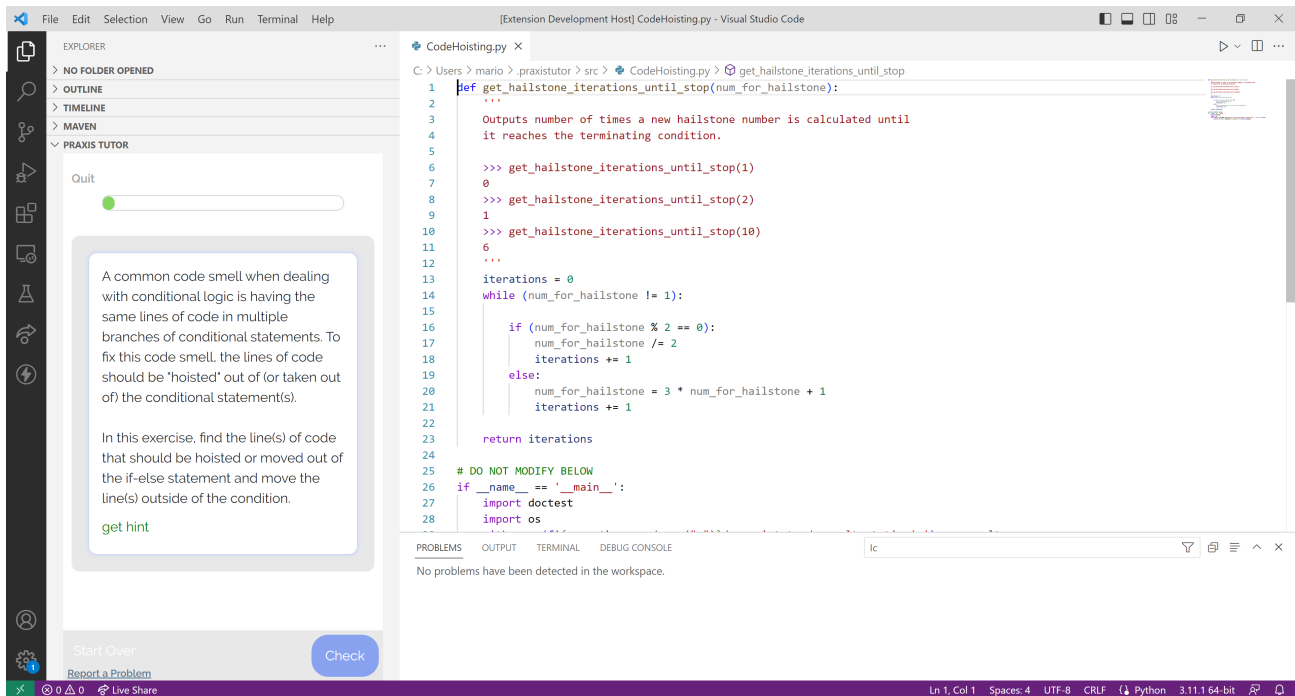 File Edit Selection View Go Run Terminal Help
[Extension Development Host] CodeHoisting.py - Visual Studio Code
EXPLORER
NO FOLDER OPENED
OUTLINE
TIMELINE
MAVEN
PRAXIS TUTOR
Quit
A common code smell when dealing
with conditional logic is having the
same lines of code in multiple
branches of conditional statements. To
fix this code smell, the lines of code
should be "hoisted" out of (or taken out
of) the conditional statement(s).
In this exercise, find the line(s) of code
that should be hoisted or moved out of
the if-else statement and move the
line(s) outside of the condition.
get hint
Start Over
Check
Report a Problem
CodeHoisting.py
C: > Users > mario > .praxistutor > src > CodeHoisting.py > get_hailstone_iterations_until_stop
1 def get_hailstone_iterations_until_stop(num_for_hailstone):
2 '''
3 Outputs number of times a new hailstone number is calculated until
4 it reaches the terminating condition.
5
6 >>> get_hailstone_iterations_until_stop(1)
7 0
8 >>> get_hailstone_iterations_until_stop(2)
9 1
10 >>> get_hailstone_iterations_until_stop(10)
11 6
12 '''
13 iterations = 0
14 while (num_for_hailstone != 1):
15
16 if (num_for_hailstone % 2 == 0):
17 num_for_hailstone /= 2
18 iterations += 1
19 else:
20 num_for_hailstone = 3 * num_for_hailstone + 1
21 iterations += 1
22
23 return iterations
24
25 # DO NOT MODIFY BELOW
26 if __name__ == '__main__':
27 import doctest
28 import os
PROBLEMS OUTPUT TERMINAL DEBUG CONSOLE
lc
No problems have been detected in the workspace.
1
0 0 Live Share
Ln 1, Col 1 Spaces: 4 UTF-8 CRLF Python 3.11.1 64-bit